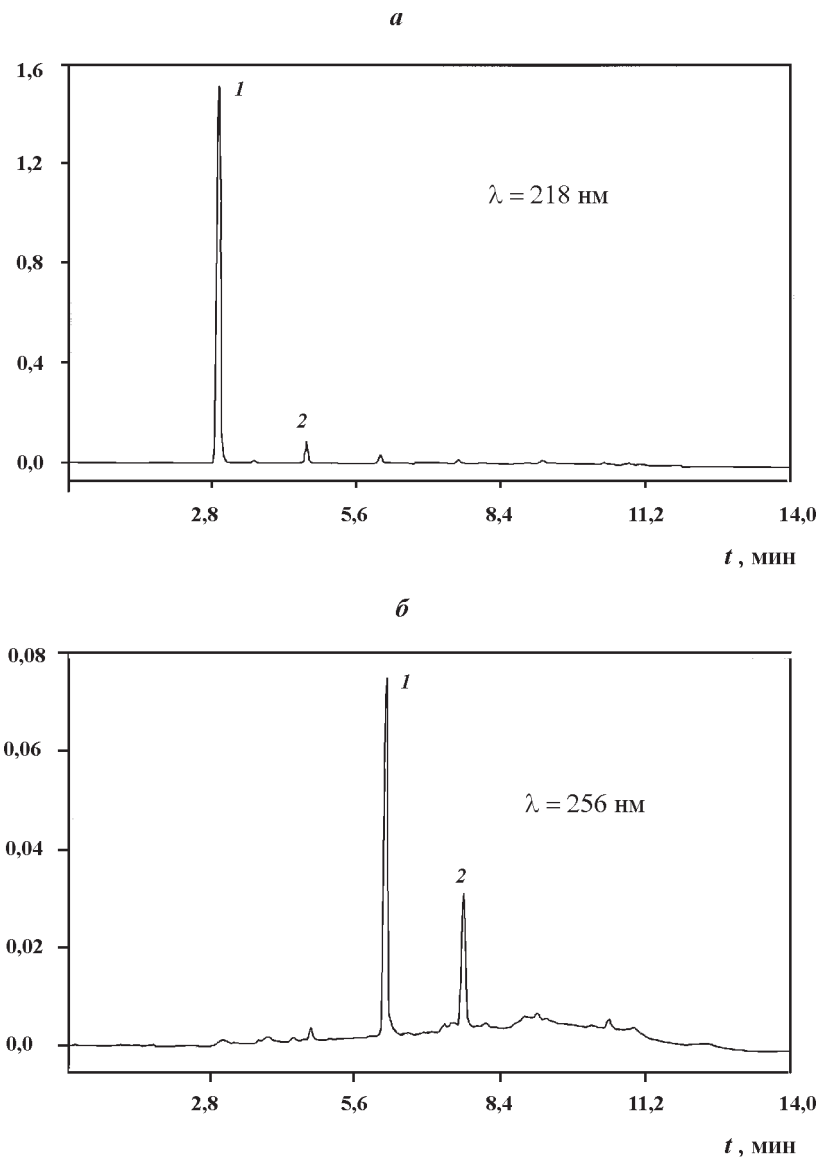 а
1,6
1
1,2
λ = 218 нм
0,8
0,4
2
0,0
2,8 5,6 8,4 11,2 14,0
t , мин
б
0,08
1
0,06
λ = 256 нм
0,04
2
0,02
0,0
2,8 5,6 8,4 11,2 14,0
t , мин